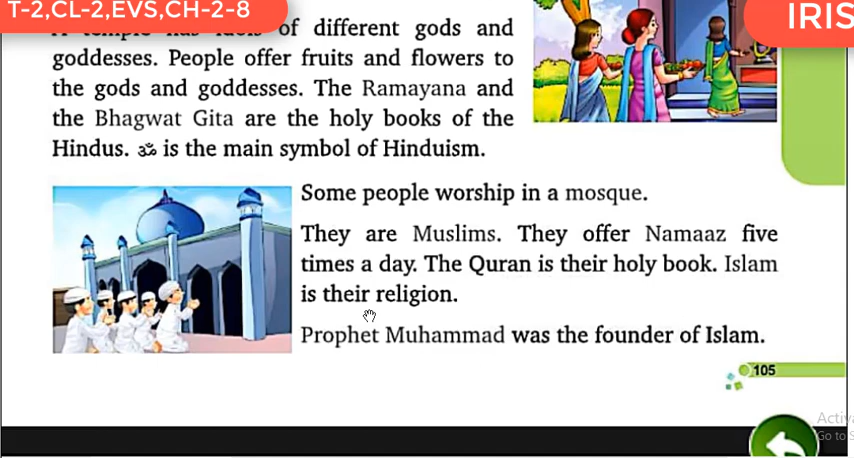 T-2,CL-2,EVS,CH-2-8
IRIS
of different gods and
goddesses. People offer fruits and flowers to
the gods and goddesses. The Ramayana and
the Bhagwat Gita are the holy books of the
Hindus. ॐ is the main symbol of Hinduism.
Some people worship in a mosque.
They are Muslims. They offer Namaaz five
times a day. The Quran is their holy book. Islam
is their religion.
Prophet Muhammad was the founder of Islam.
105
Go to